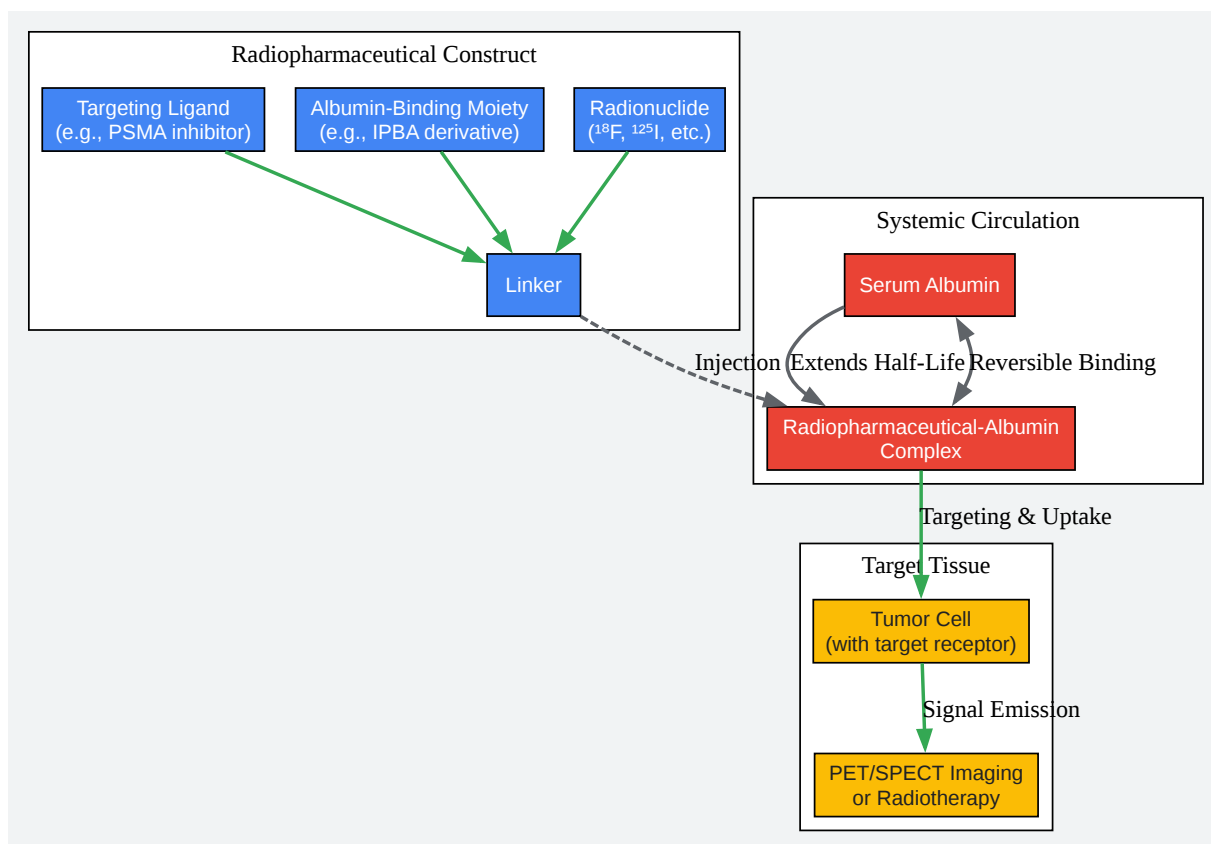 Radiopharmaceutical Construct
Targeting Ligand
(e.g., PSMA inhibitor)
Albumin-Binding Moiety
(e.g., IPBA derivative)
Radionuclide
(¹⁸F, ¹²⁵I, etc.)
Linker
Systemic Circulation
Serum Albumin
Injection
Extends Half-Life
Reversible Binding
Radiopharmaceutical-Albumin
Complex
Targeting & Uptake
Target Tissue
Tumor Cell
(with target receptor)
Signal Emission
PET/SPECT Imaging
or Radiotherapy